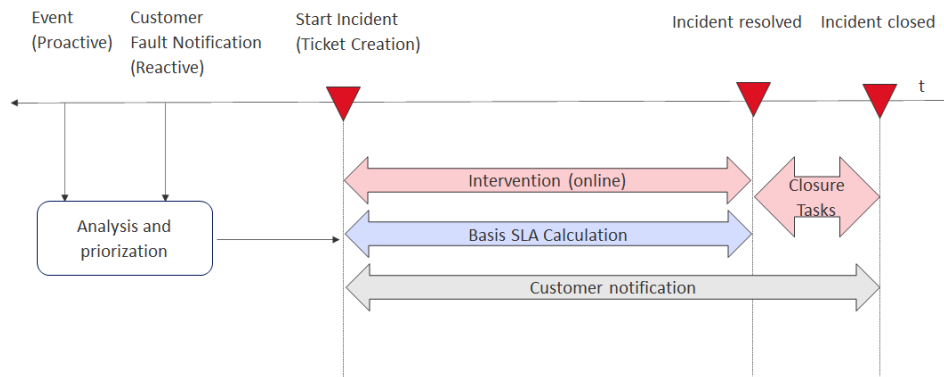 Event
(Proactive)
Customer
Fault Notification
(Reactive)
Start Incident
(Ticket Creation)
Incident resolved
Incident closed
t
Intervention (online)
Closure
Tasks
Analysis and
priorization
Basis SLA Calculation
Customer notification